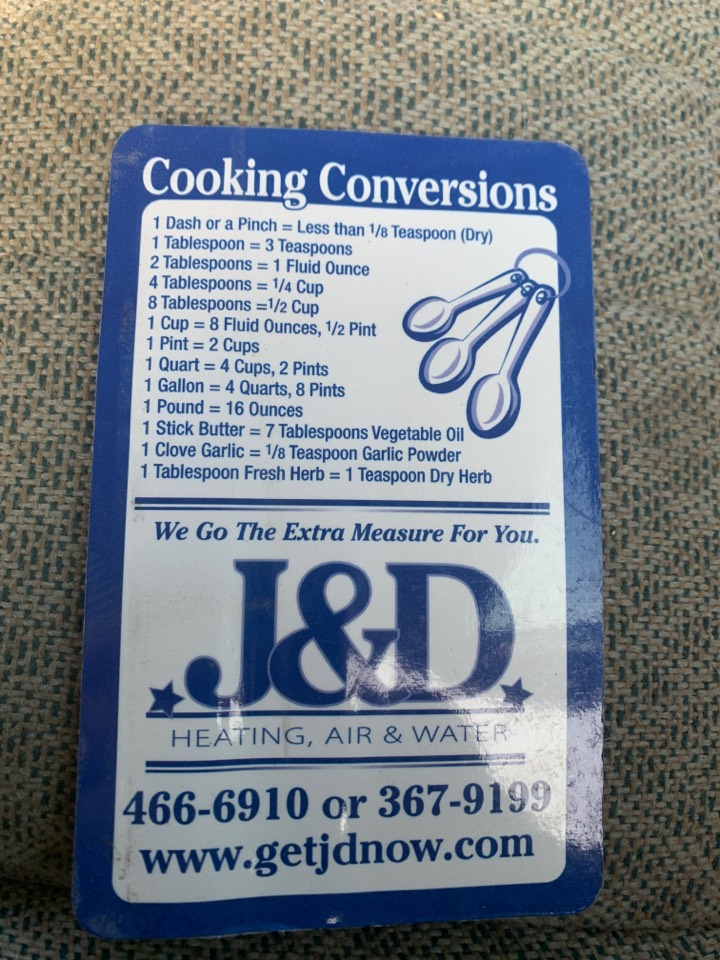 Cooking Conversions
1 Dash or a Pinch = Less than 1/8 Teaspoon (Dry)
1 Tablespoon = 3 Teaspoons
2 Tablespoons = 1 Fluid Ounce
4 Tablespoons = 1/4 Cup
8 Tablespoons =1/2 Cup
1 Cup = 8 Fluid Ounces, 1/2 Pint
1 Pint = 2 Cups
1 Quart = 4 Cups, 2 Pints
1 Gallon = 4 Quarts, 8 Pints
1 Pound = 16 Ounces
1 Stick Butter = 7 Tablespoons Vegetable Oil
1 Clove Garlic = 1/8 Teaspoon Garlic Powder
1 Tablespoon Fresh Herb = 1 Teaspoon Dry Herb
We Go The Extra Measure For You.
J&D
HEATING, AIR & WATER
466-6910 or 367-9199
www.getjdnow.com